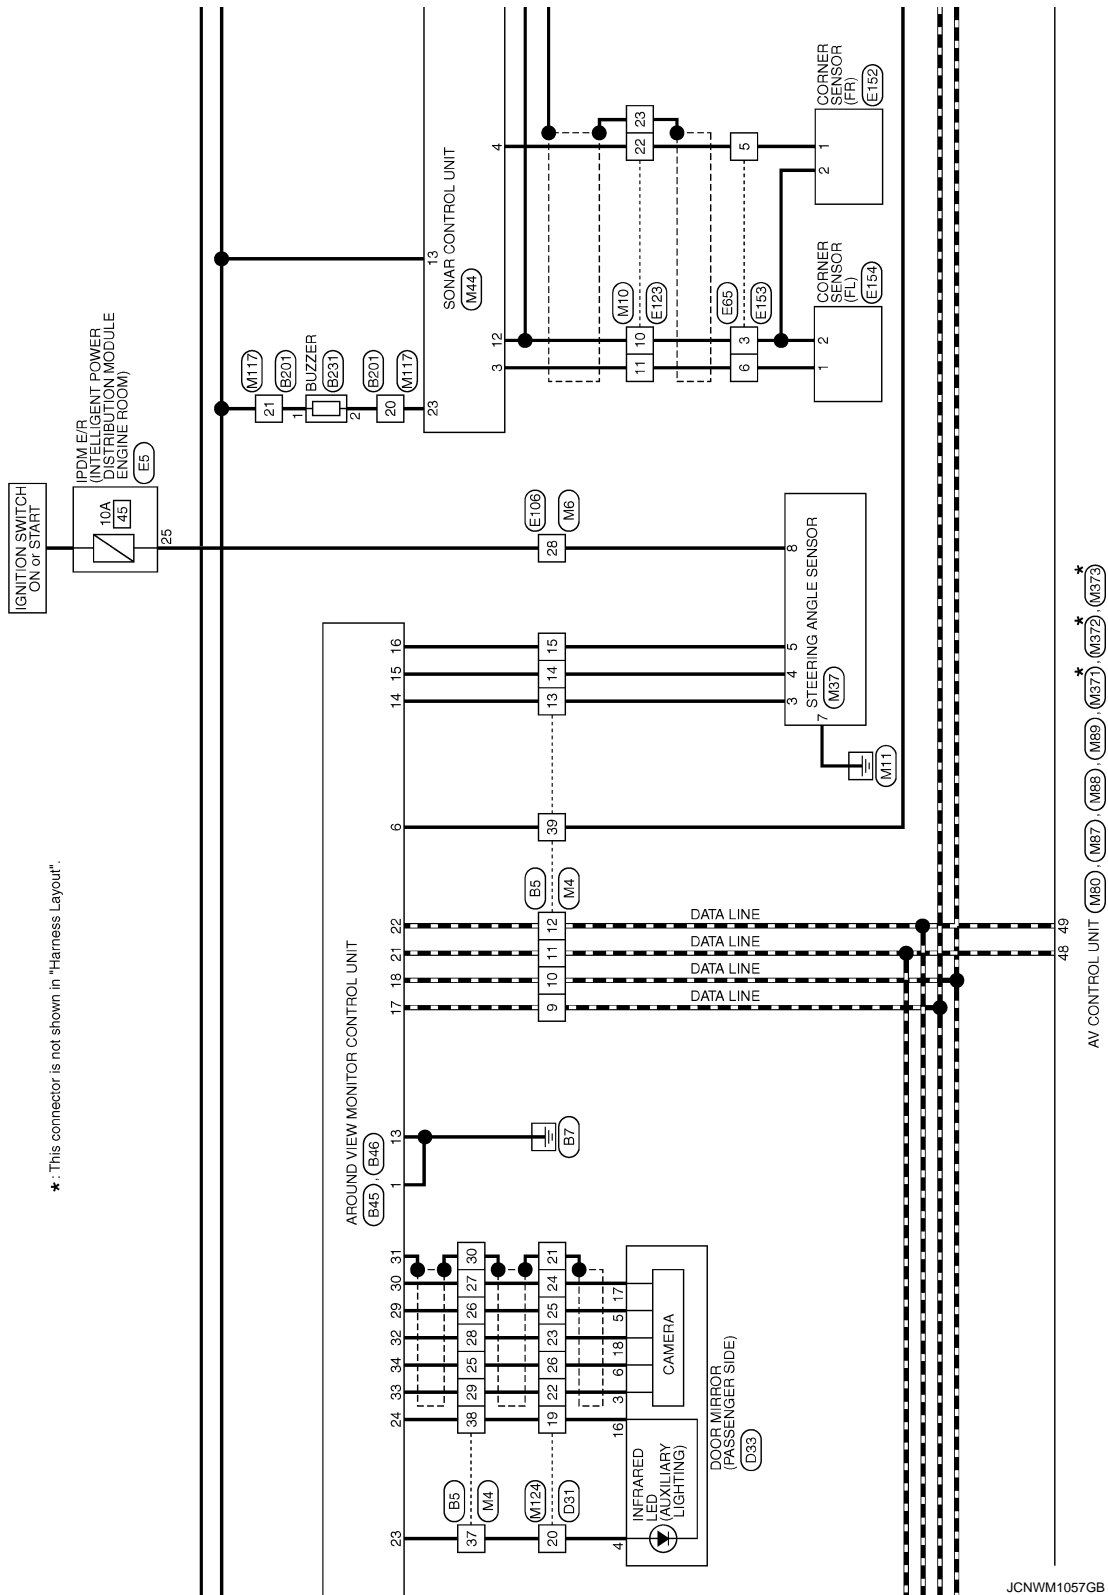 IGNITION SWITCH
ON or START
IPDM E/R
(INTELLIGENT POWER
DISTRIBUTION MODULE
ENGINE ROOM)
E5
10A
45
25
* : This connector is not shown in "Harness Layout".
M117
B201
BUZZER
B231
B201
M117
21
1
2
20
23
13
SONAR CONTROL UNIT
M44
3
12
4
11
10
M10
E123
22
23
6
3
E65
E153
5
1
2
CORNER
SENSOR
(FL)
E154
2
1
CORNER
SENSOR
(FR)
E152
E106
M6
28
8
STEERING ANGLE SENSOR
M37
3
4
5
7
M11
13
14
15
14
15
16
6
39
B5
M4
AROUND VIEW MONITOR CONTROL UNIT
B45 , B46
17
18
21
22
9
10
11
12
DATA LINE
DATA LINE
DATA LINE
DATA LINE
48
49
AV CONTROL UNIT M80 , M87 , M88 , M89 , M371* , M372* , M373*
1
13
B7
23
24
33
34
32
29
30
31
37
B5
M4
38
29
25
28
26
27
30
20
M124
D31
19
22
26
23
25
24
21
4
16
3
6
18
5
17
INFRARED
LED
(AUXILIARY
LIGHTING)
CAMERA
DOOR MIRROR
(PASSENGER SIDE)
D33
JCNWM1057GB